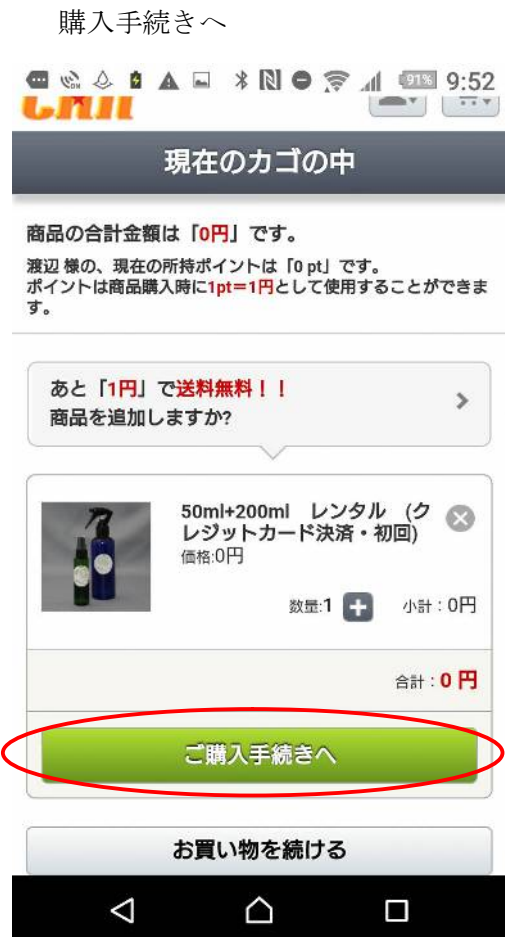 購入手続きへ
91% 9:52
現在のカゴの中
商品の合計金額は「0円」です。
渡辺 様の、現在の所持ポイントは「0 pt」です。
ポイントは商品購入時に1pt＝1円として使用することができま
す。
あと「1円」で送料無料！！
商品を追加しますか?
50ml+200ml　レンタル　(ク
レジットカード決済・初回)
価格:0円
数量:1 + 小計：0円
合計：0 円
ご購入手続きへ
お買い物を続ける